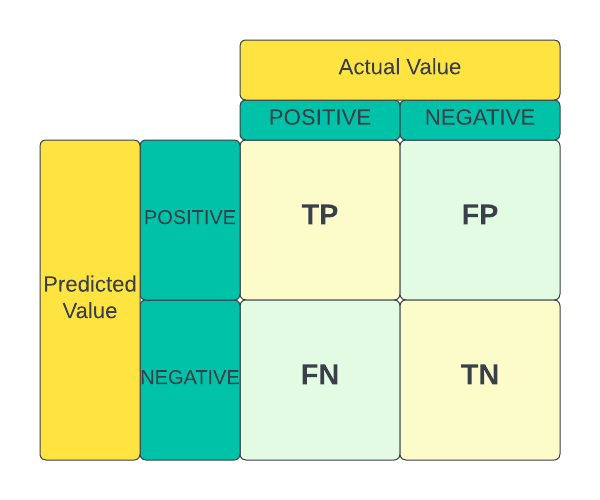 Actual Value
POSITIVE NEGATIVE
POSITIVE
TP FP
Predicted
Value
NEGATIVE
FN TN